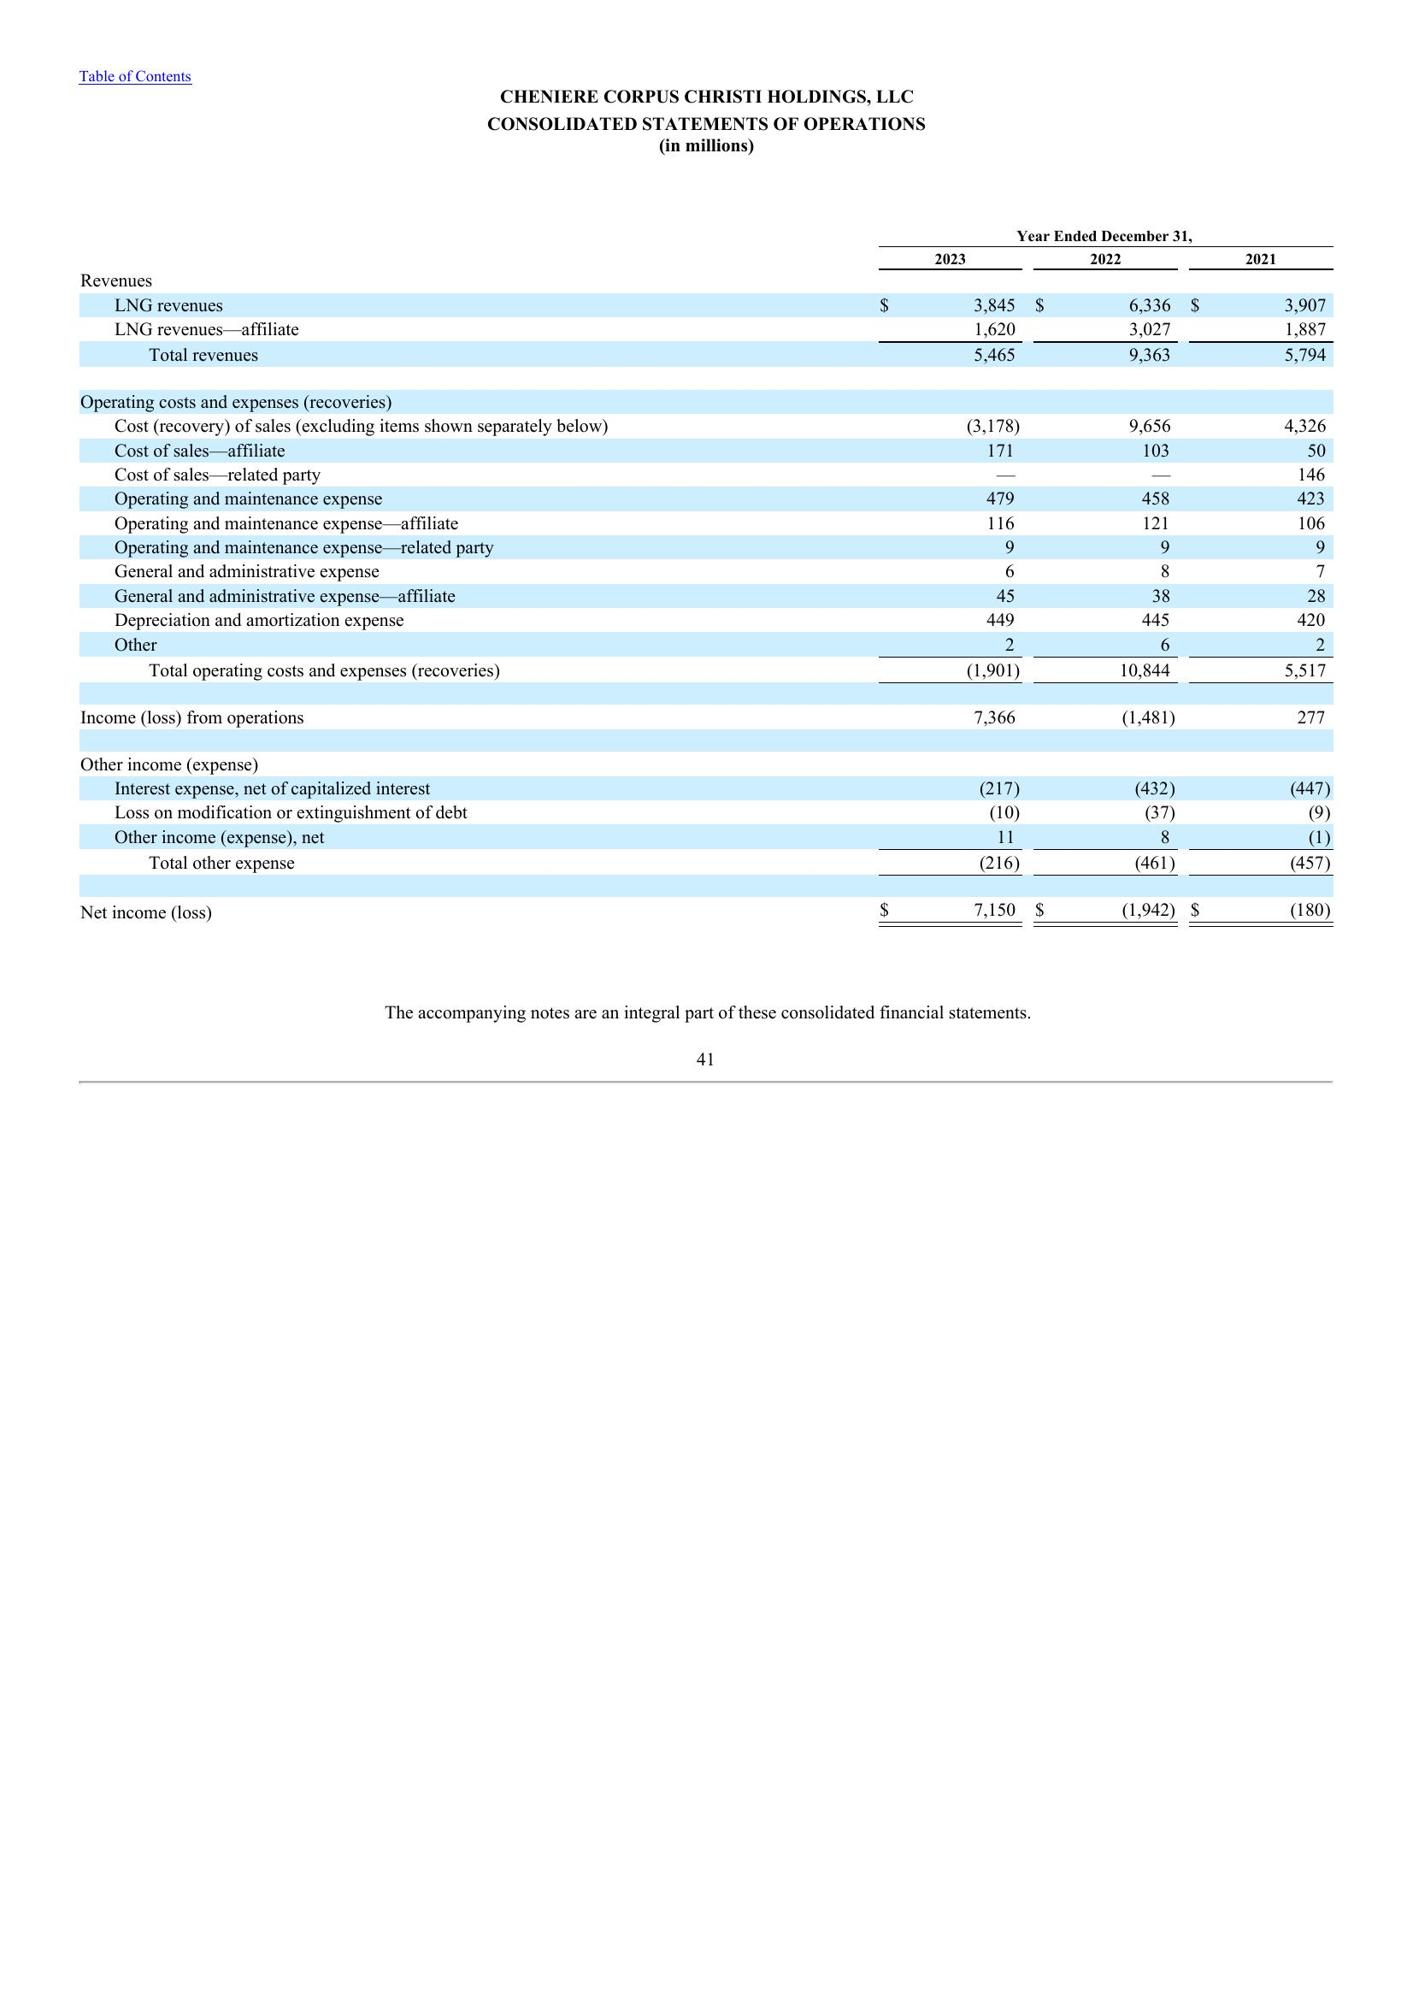 Table of Contents
CHENIERE CORPUS CHRISTI HOLDINGS, LLC
CONSOLIDATED STATEMENTS OF OPERATIONS
(in millions)
Year Ended December 31,
2023 2022 2021
Revenues
LNG revenues $ 3,845 $ 6,336 $ 3,907
LNG revenues—affiliate 1,620 3,027 1,887
Total revenues 5,465 9,363 5,794
Operating costs and expenses (recoveries)
Cost (recovery) of sales (excluding items shown separately below) (3,178) 9,656 4,326
Cost of sales—affiliate 171 103 50
Cost of sales—related party — — 146
Operating and maintenance expense 479 458 423
Operating and maintenance expense—affiliate 116 121 106
Operating and maintenance expense—related party 9 9 9
General and administrative expense 6 8 7
General and administrative expense—affiliate 45 38 28
Depreciation and amortization expense 449 445 420
Other 2 6 2
Total operating costs and expenses (recoveries) (1,901) 10,844 5,517
Income (loss) from operations 7,366 (1,481) 277
Other income (expense)
Interest expense, net of capitalized interest (217) (432) (447)
Loss on modification or extinguishment of debt (10) (37) (9)
Other income (expense), net 11 8 (1)
Total other expense (216) (461) (457)
Net income (loss) $ 7,150 $ (1,942) $ (180)
The accompanying notes are an integral part of these consolidated financial statements.
41